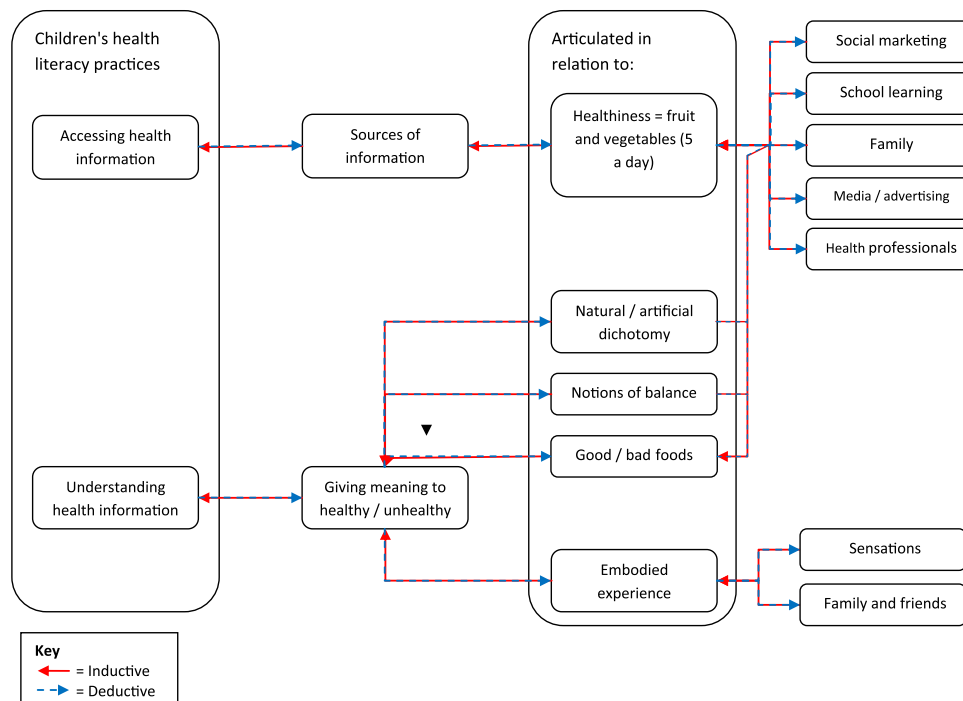 Children's health
literacy practices
Accessing health
information
Understanding
health information
Sources of
information
Giving meaning to
healthy / unhealthy
Articulated in
relation to:
Healthiness = fruit
and vegetables (5
a day)
Natural / artificial
dichotomy
Notions of balance
Good / bad foods
Embodied
experience
Social marketing
School learning
Family
Media / advertising
Health professionals
Sensations
Family and friends
Key
= Inductive
= Deductive